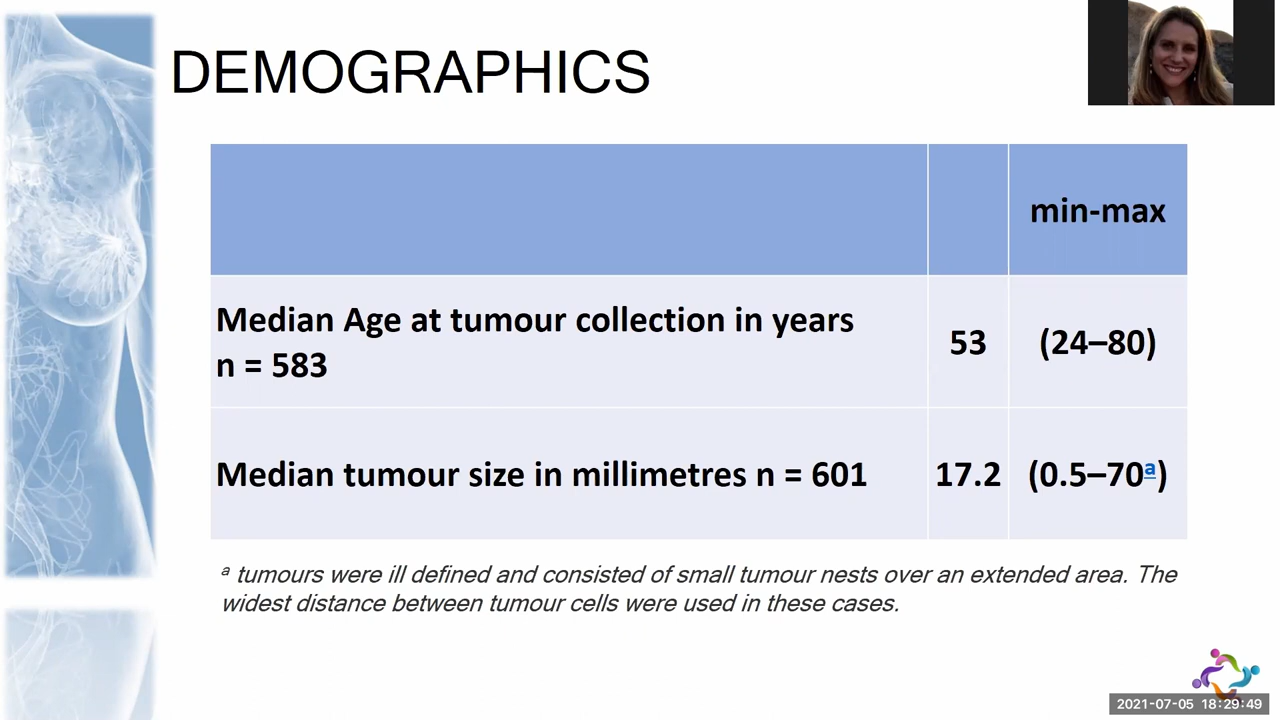 DEMOGRAPHICS
min-max
Median Age at tumour collection in years
n = 583
53
(24–80)
Median tumour size in millimetres n = 601
17.2
(0.5–70a)
a tumours were ill defined and consisted of small tumour nests over an extended area. The
widest distance between tumour cells were used in these cases.
2021-07-05 18:29:49